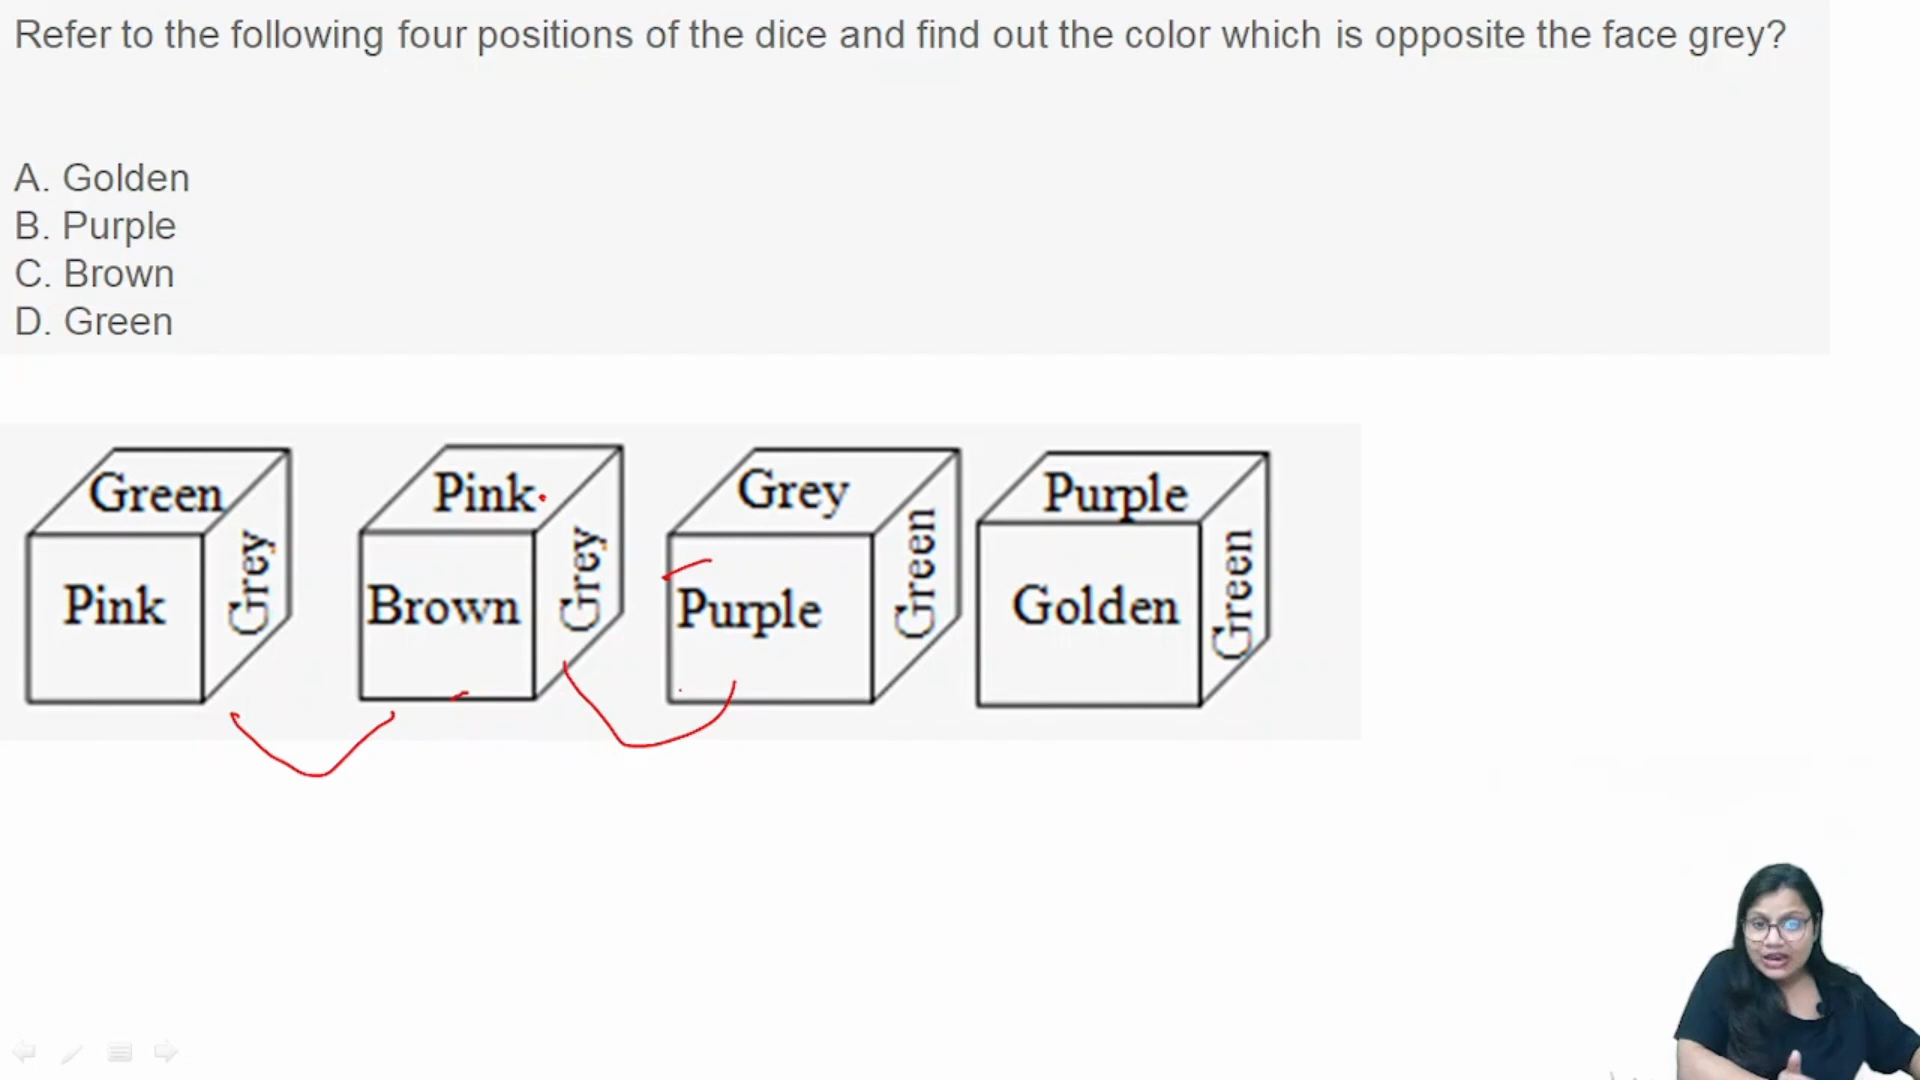 Refer to the following four positions of the dice and find out the color which is opposite the face grey?
A. Golden
B. Purple
C. Brown
D. Green
Green
Pink
Grey
Pink
Brown
Grey
Grey
Purple
Green
Purple
Golden
Green